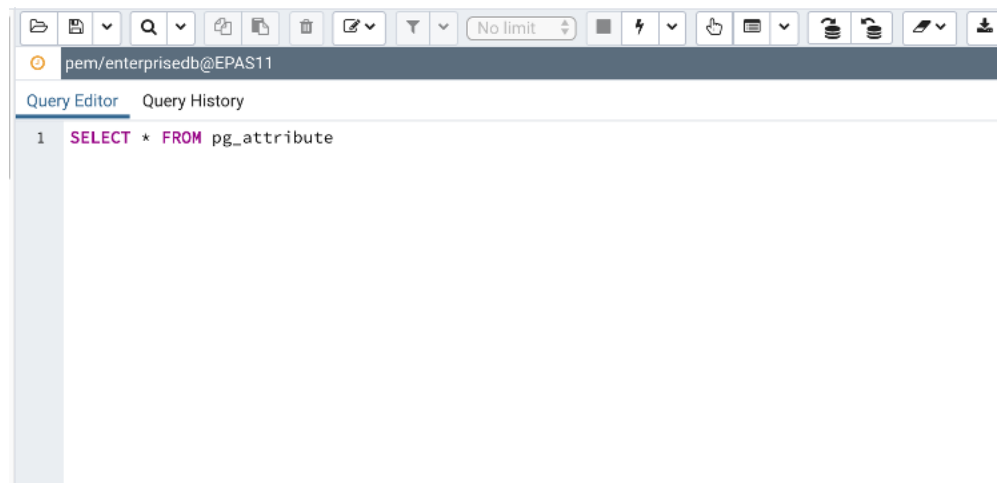 No limit
pem/enterprisedb@EPAS11
Query Editor Query History
1 SELECT * FROM pg_attribute